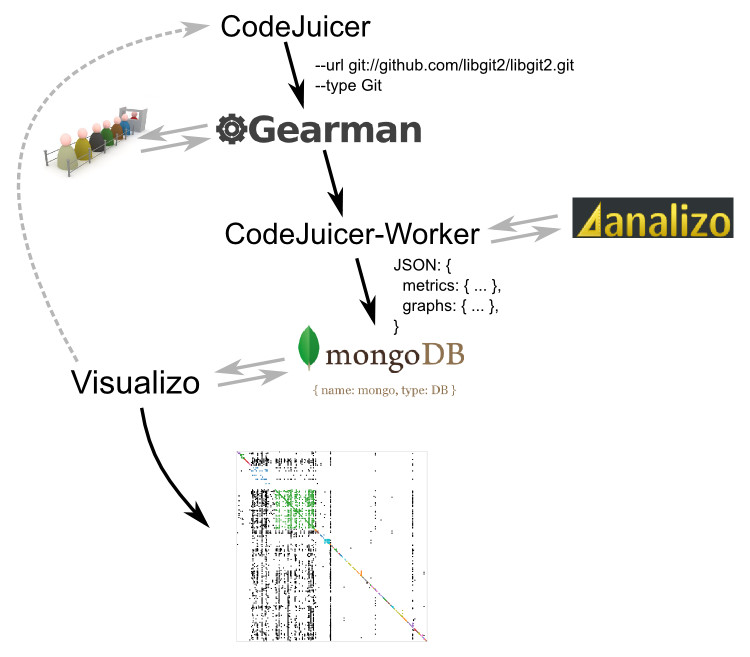 CodeJuicer
--url git://github.com/libgit2/libgit2.git
--type Git
Gearman
CodeJuicer-Worker
analizo
JSON: {
metrics: { ... },
graphs: { ... },
}
mongoDB
{ name: mongo, type: DB }
Visualizo